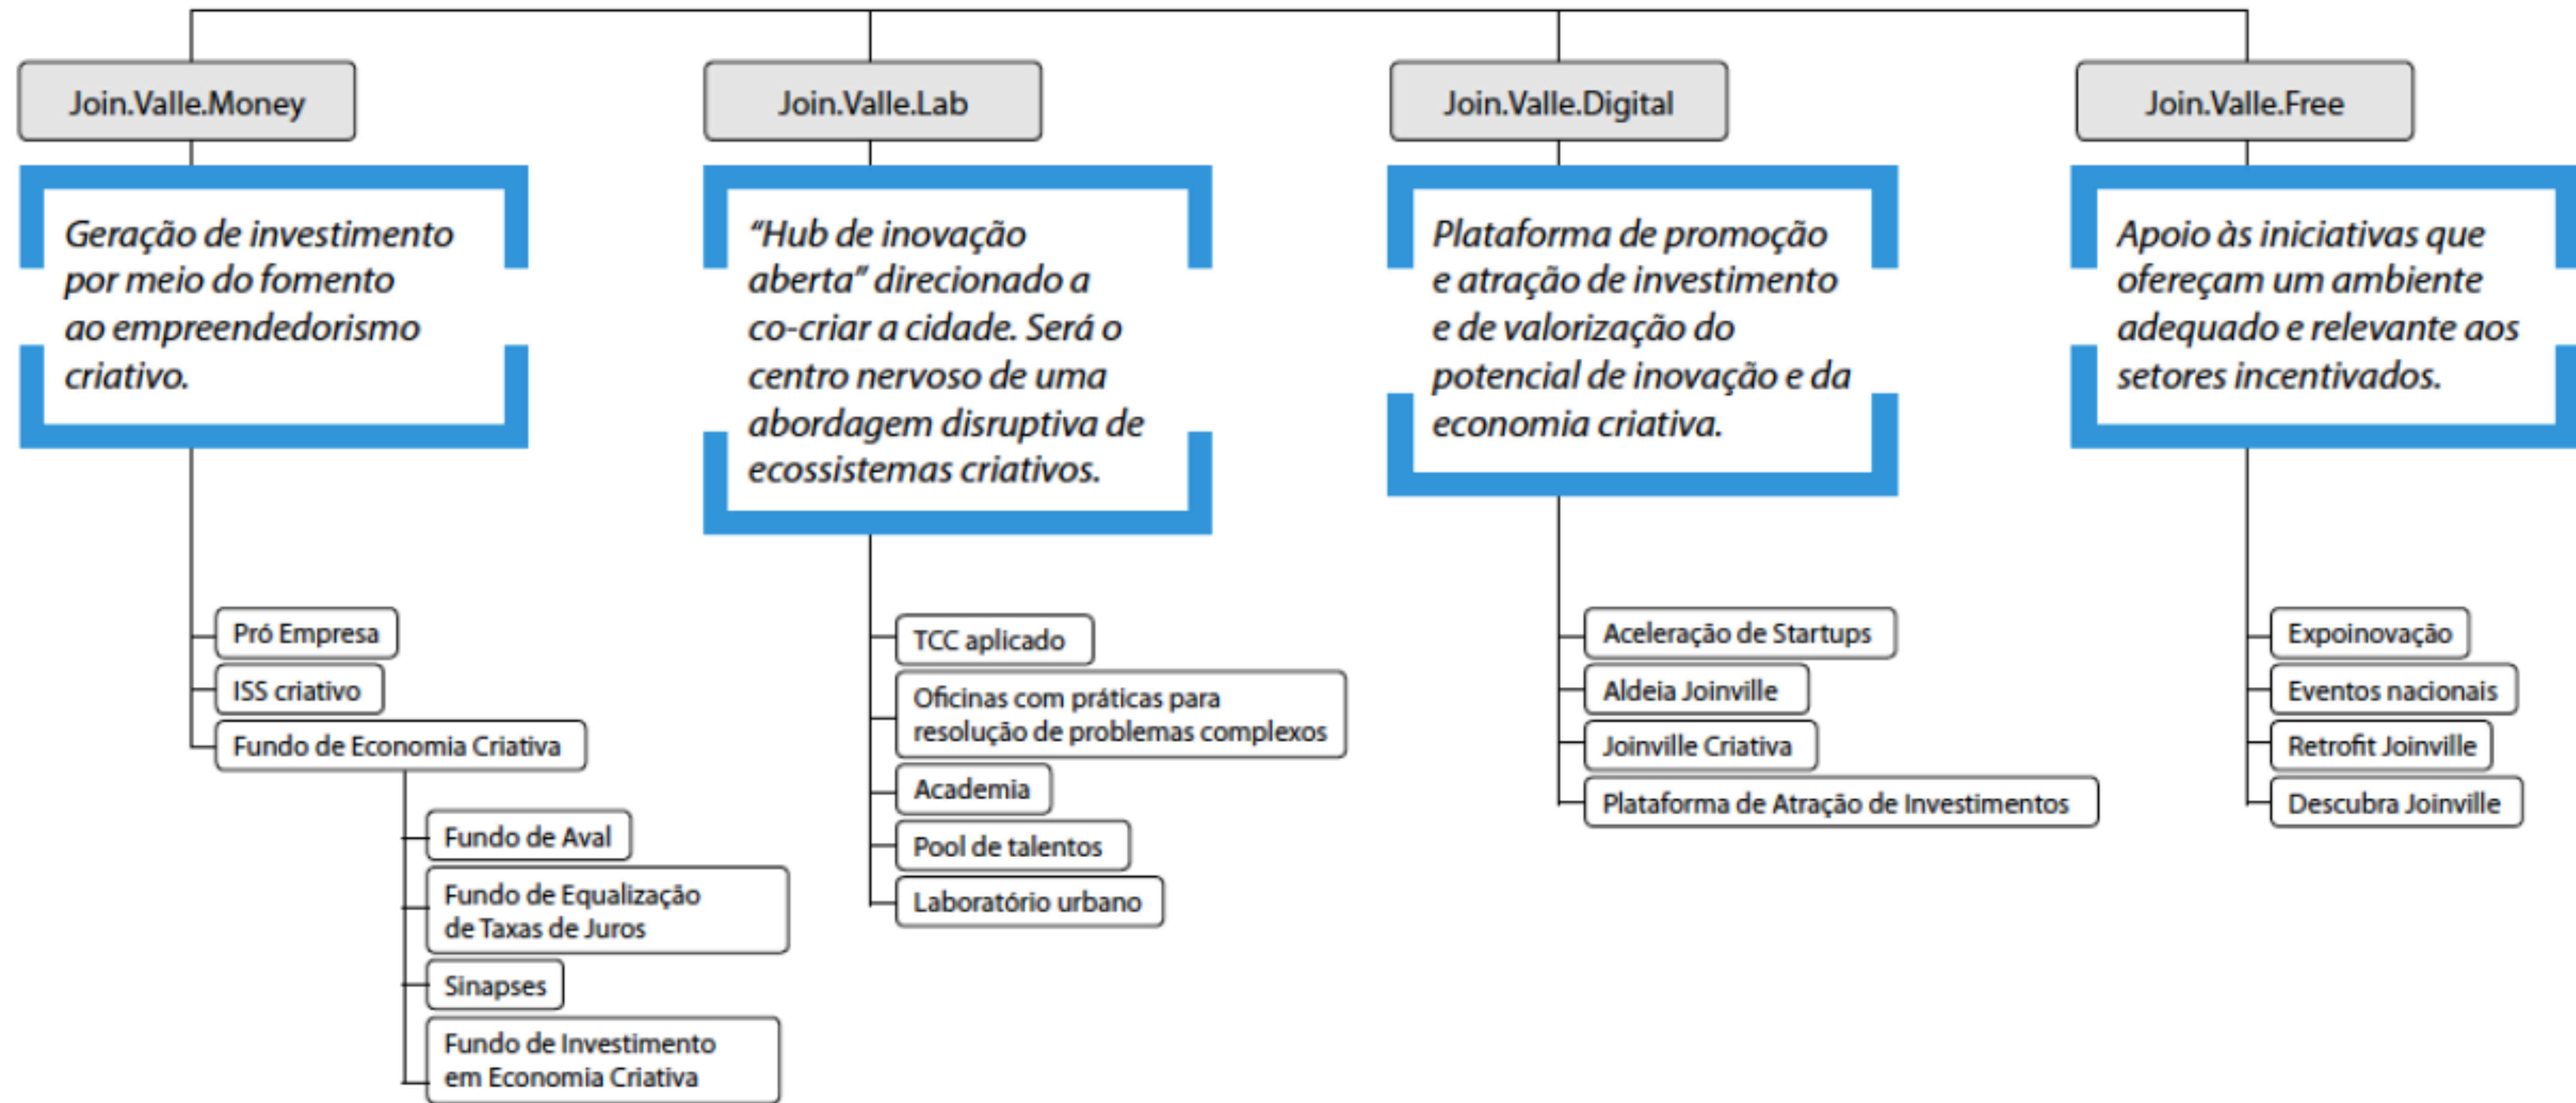 Join.Valle.Money
Geração de investimento
por meio do fomento
ao empreendedorismo
criativo.
Pró Empresa
ISS criativo
Fundo de Economia Criativa
Fundo de Aval
Fundo de Equalização
de Taxas de Juros
Sinapses
Fundo de Investimento
em Economia Criativa
Join.Valle.Lab
“Hub de inovação
aberta” direcionado a
co-criar a cidade. Será o
centro nervoso de uma
abordagem disruptiva de
ecossistemas criativos.
TCC aplicado
Oficinas com práticas para
resolução de problemas complexos
Academia
Pool de talentos
Laboratório urbano
Join.Valle.Digital
Plataforma de promoção
e atração de investimento
e de valorização do
potencial de inovação e da
economia criativa.
Aceleração de Startups
Aldeia Joinville
Joinville Criativa
Plataforma de Atração de Investimentos
Join.Valle.Free
Apoio às iniciativas que
ofereçam um ambiente
adequado e relevante aos
setores incentivados.
Expoinovação
Eventos nacionais
Retrofit Joinville
Descubra Joinville